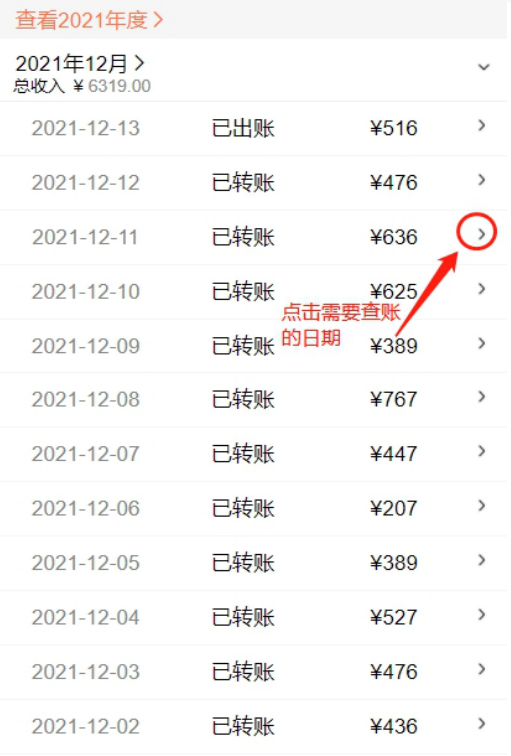 查看2021年度
2021年12月
总收入 ¥ 6319.00
2021-12-13 已出账 ¥516
2021-12-12 已转账 ¥476
2021-12-11 已转账 ¥636
2021-12-10 已转账 ¥625
点击需要查账
的日期
2021-12-09 已转账 ¥389
2021-12-08 已转账 ¥767
2021-12-07 已转账 ¥447
2021-12-06 已转账 ¥207
2021-12-05 已转账 ¥389
2021-12-04 已转账 ¥527
2021-12-03 已转账 ¥476
2021-12-02 已转账 ¥436